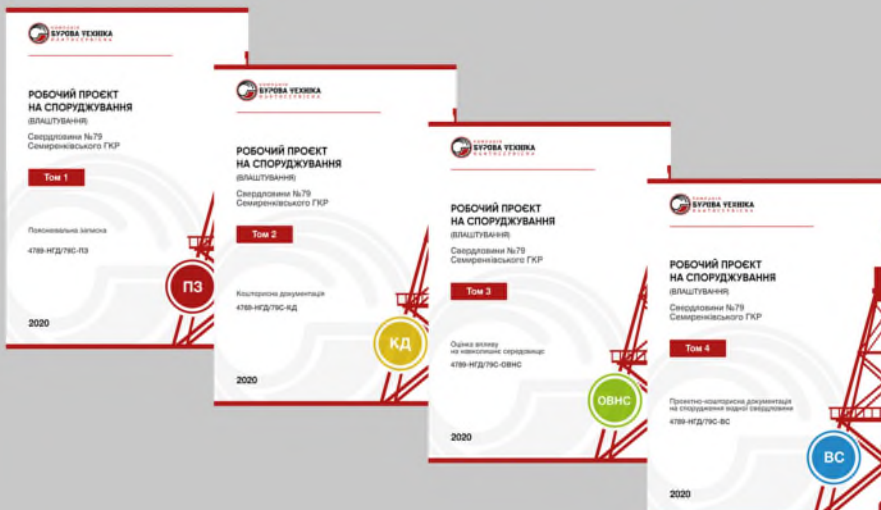 КОМПАНІЯ
БУРОВА ТЕХНІКА
РОБОЧИЙ ПРОЄКТ
НА СПОРУДЖУВАННЯ
(ВЛАШТУВАННЯ)
Свердловини №79
Семиренківського ГКР
Том 1
Пояснювальна записка
4789-НГД/79С-ПЗ
ПЗ
2020
КОМПАНІЯ
БУРОВА ТЕХНІКА
РОБОЧИЙ ПРОЄКТ
НА СПОРУДЖУВАННЯ
(ВЛАШТУВАННЯ)
Свердловини №79
Семиренківського ГКР
Том 2
Кошторисна документація
4789-НГД/79С-КД
КД
2020
КОМПАНІЯ
БУРОВА ТЕХНІКА
РОБОЧИЙ ПРОЄКТ
НА СПОРУДЖУВАННЯ
(ВЛАШТУВАННЯ)
Свердловини №79
Семиренківського ГКР
Том 3
Оцінка впливу
на навколишнє середовище
4789-НГД/79С-ОВНС
ОВНС
2020
КОМПАНІЯ
БУРОВА ТЕХНІКА
РОБОЧИЙ ПРОЄКТ
НА СПОРУДЖУВАННЯ
(ВЛАШТУВАННЯ)
Свердловини №79
Семиренківського ГКР
Том 4
Проектно-кошторисна документація
на спорудження водної свердловини
4789-НГД/79С-ВС
ВС
2020